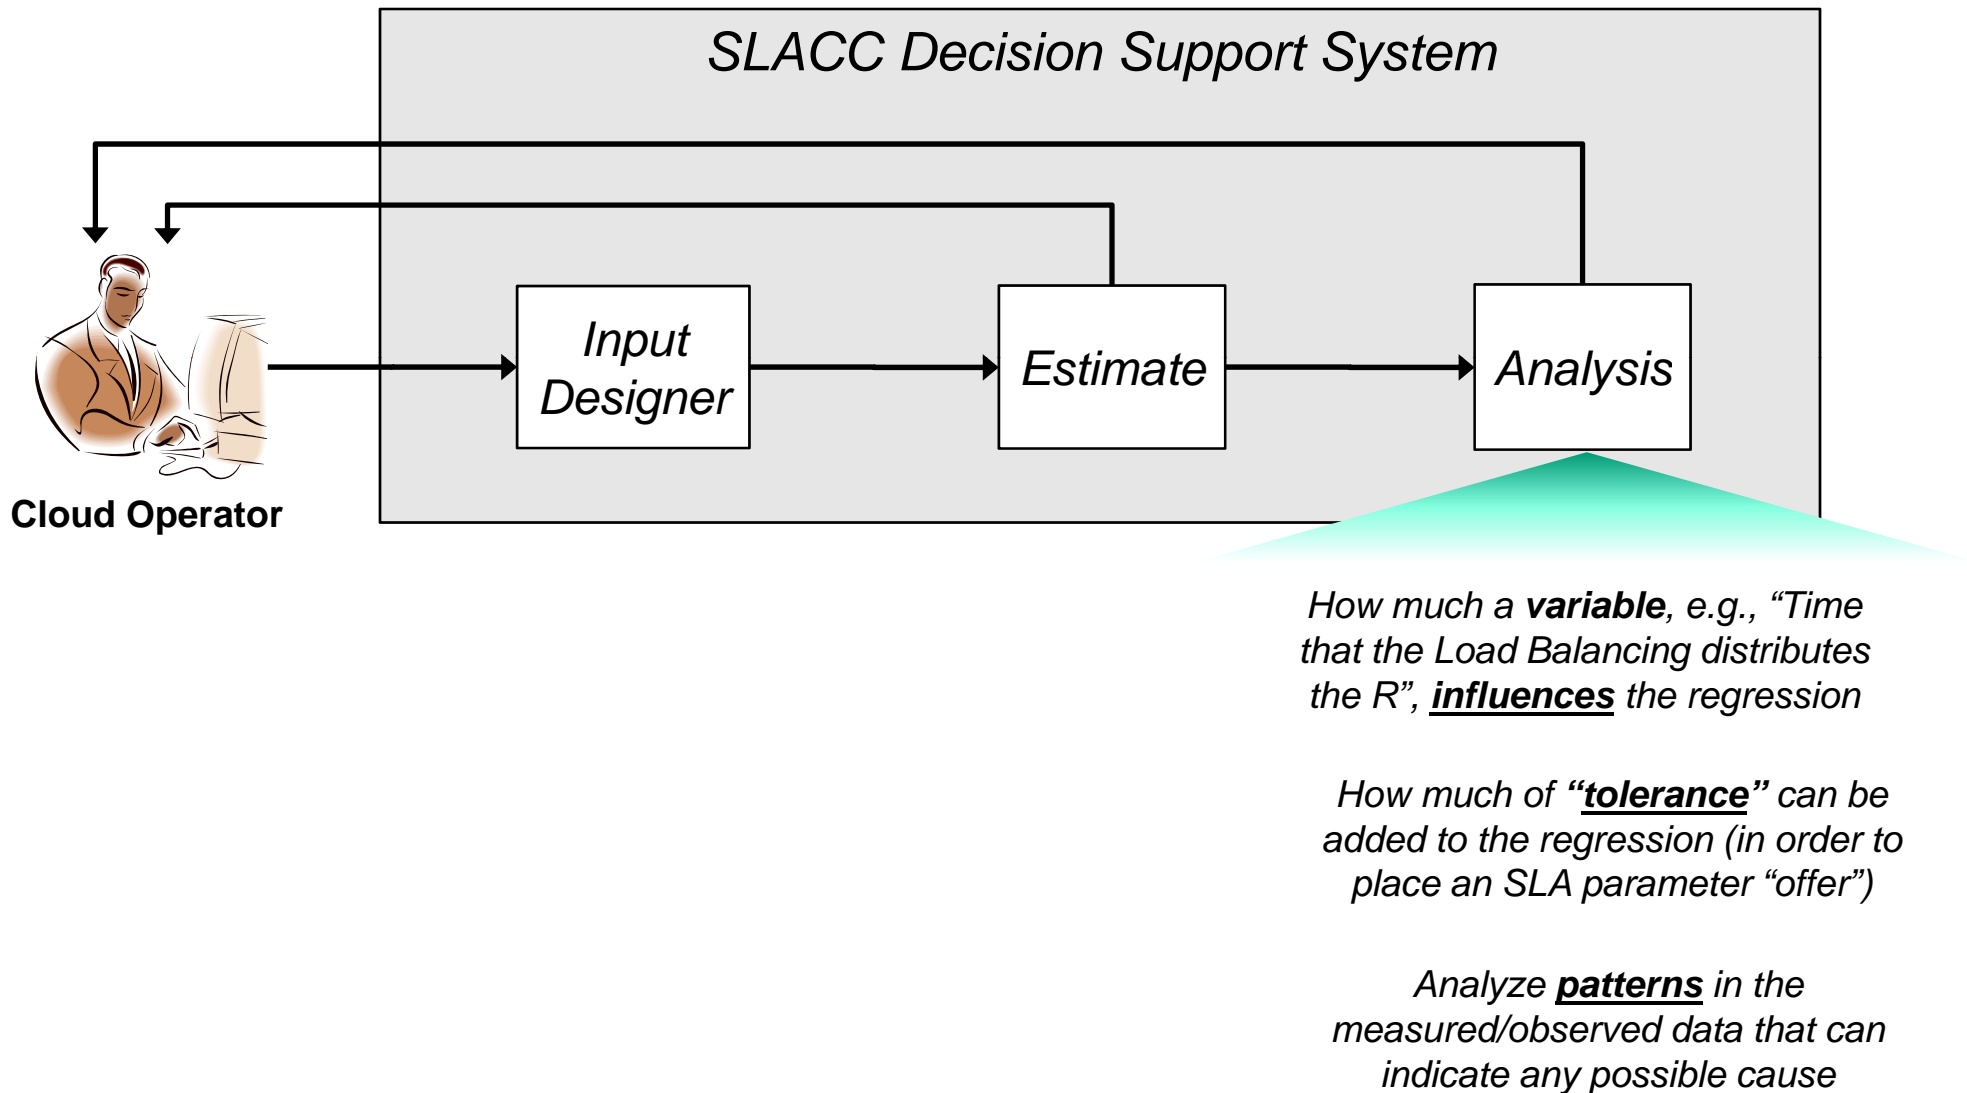 SLACC Decision Support System
Input
Designer
Estimate
Analysis
Cloud Operator
How much a variable, e.g., “Time
that the Load Balancing distributes
the R”, influences the regression
How much of “tolerance” can be
added to the regression (in order to
place an SLA parameter “offer”)
Analyze patterns in the
measured/observed data that can
indicate any possible cause